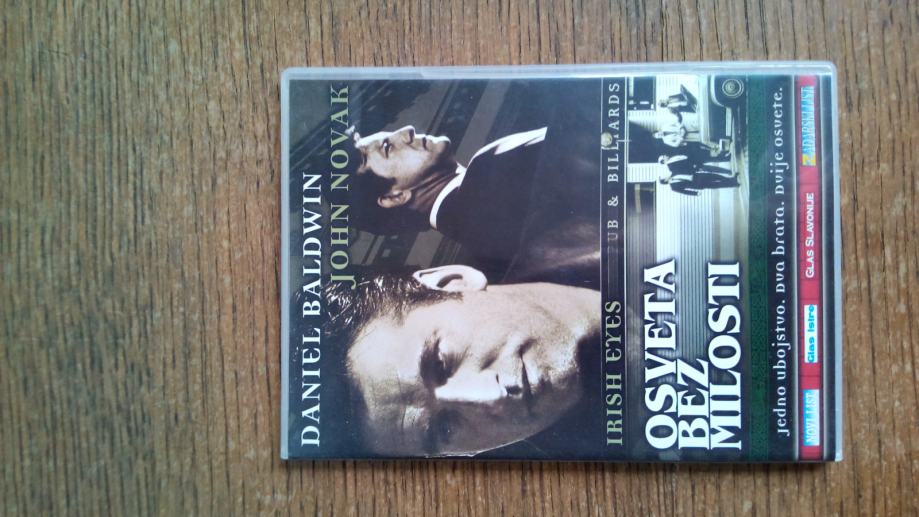 DANIEL BALDWIN
JOHN NOVAK
IRISH EYES PUB & BILLIARDS
OSVETA
BEZ
MILOSTI
Jedno ubojstvo. Dva brata. Dvije osvete.
NOVI LIST Glas Istre GLAS SLAVONIJE ZADARSKI LIST